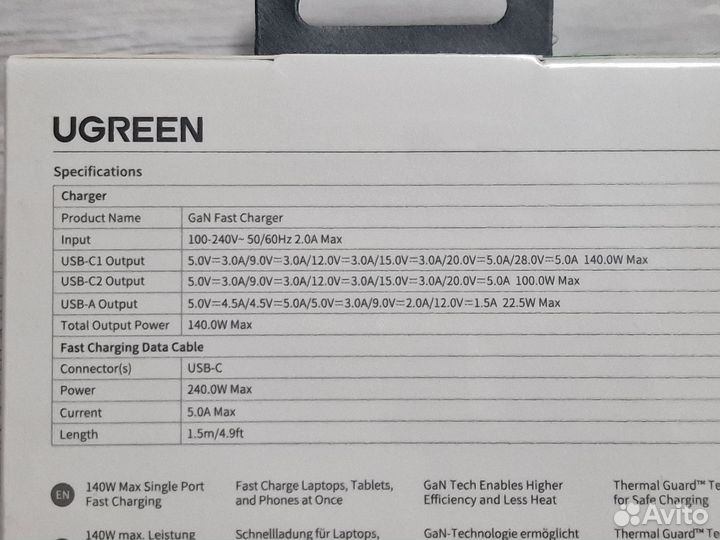 UGREEN
Specifications
Charger
Product Name GaN Fast Charger
Input 100-240V~ 50/60Hz 2.0A Max
USB-C1 Output 5.0V⎓3.0A/9.0V⎓3.0A/12.0V⎓3.0A/15.0V⎓3.0A/20.0V⎓5.0A/28.0V⎓5.0A 140.0W Max
USB-C2 Output 5.0V⎓3.0A/9.0V⎓3.0A/12.0V⎓3.0A/15.0V⎓3.0A/20.0V⎓5.0A 100.0W Max
USB-A Output 5.0V⎓4.5A/4.5V⎓5.0A/5.0V⎓3.0A/9.0V⎓2.0A/12.0V⎓1.5A 22.5W Max
Total Output Power 140.0W Max
Fast Charging Data Cable
Connector(s) USB-C
Power 240.0W Max
Current 5.0A Max
Length 1.5m/4.9ft
EN 140W Max Single Port Fast Charge Laptops, Tablets, GaN Tech Enables Higher Thermal Guard™ Te
Fast Charging and Phones at Once Efficiency and Less Heat for Safe Charging
140W max. Leistung Schnellladung für Laptops, GaN-Technologie ermöglicht Thermal Guard™ Te
Avito